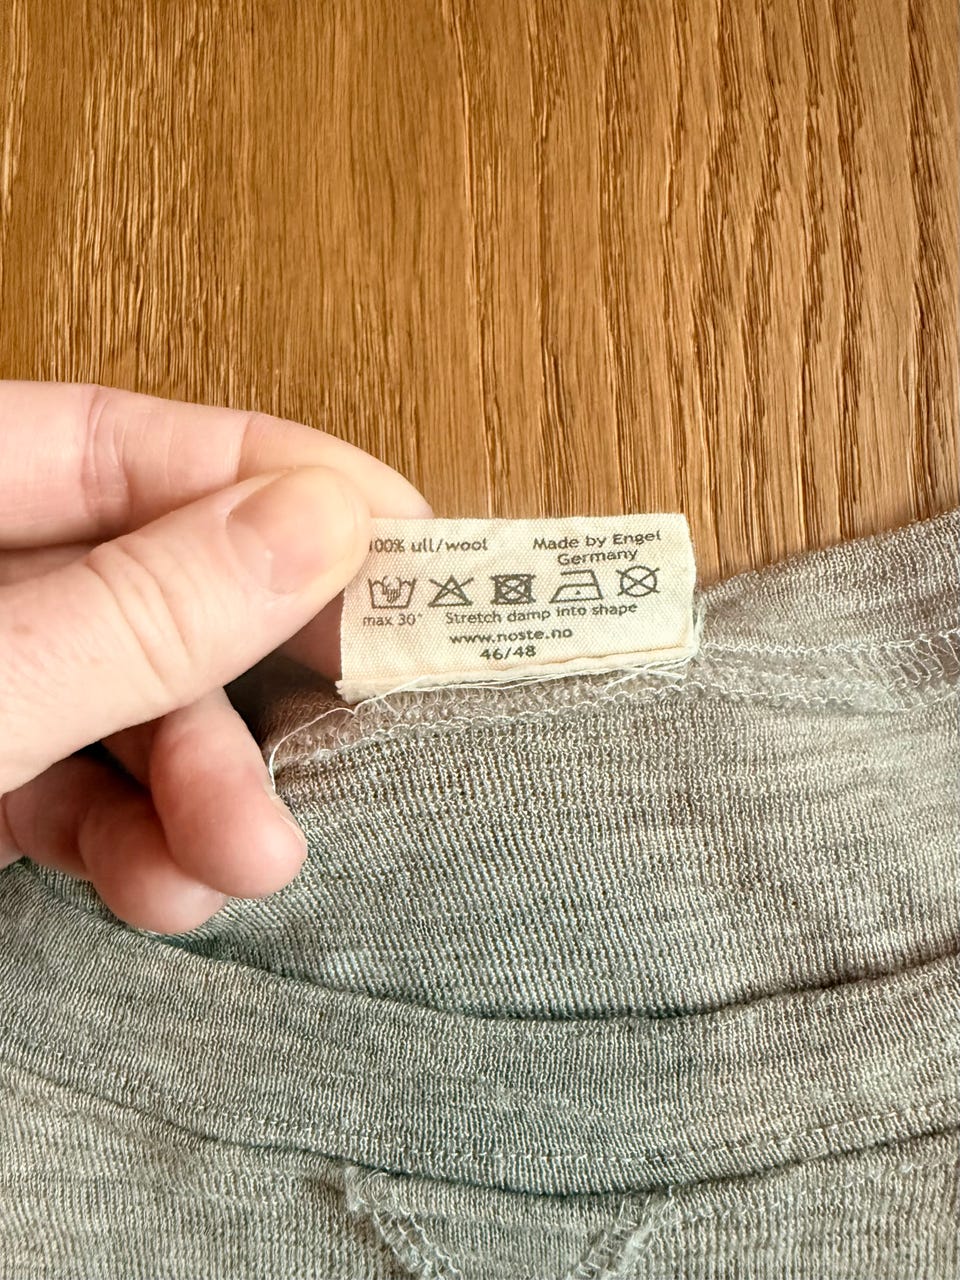 100% ull/wool
Made by Engel
Germany
max 30°
Stretch damp into shape
www.noste.no
46/48